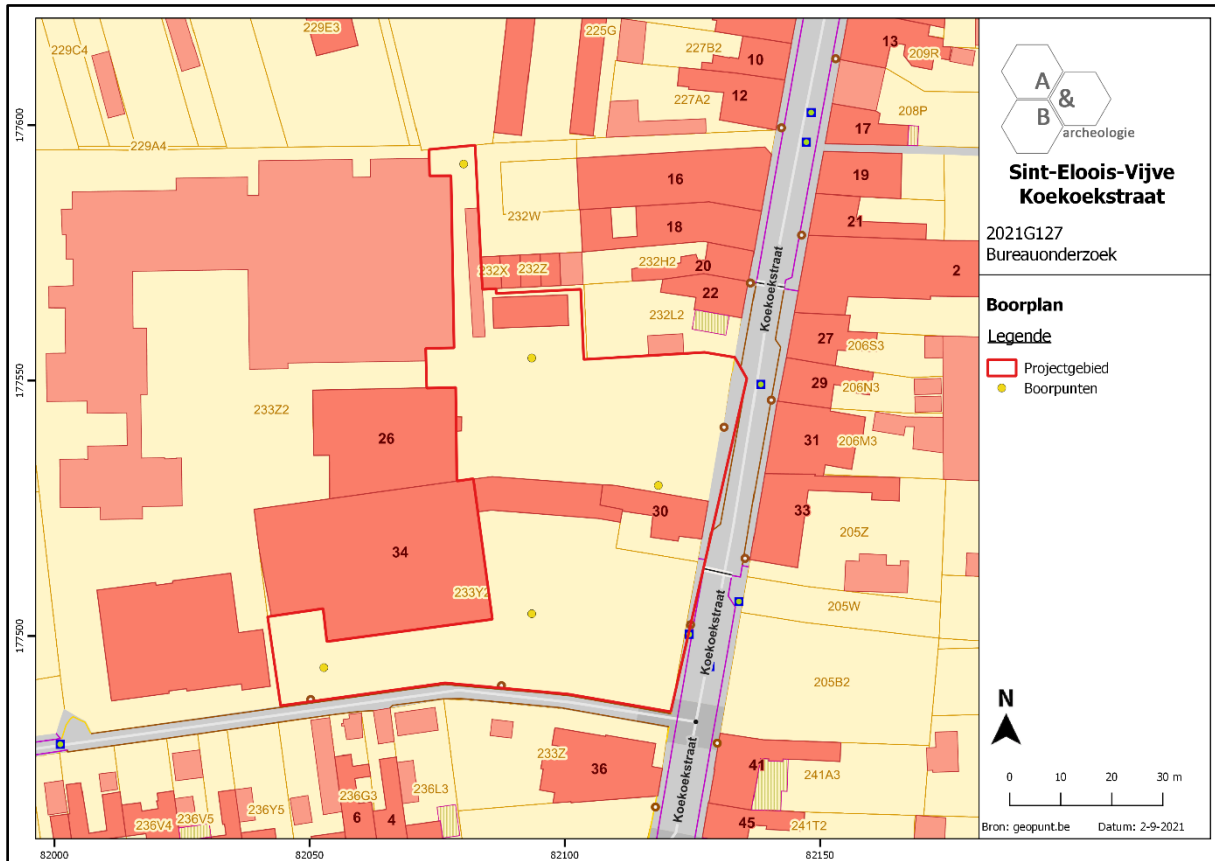 229E3
229C4
225G
227B2
10
13
209R
12
227A2
208P
17
177600
229A4
16
19
232W
18
21
232X
232Z
232H2
20
2
22
Koekoekstraat
232L2
27
206S3
177550
29
206N3
233Z2
26
31
206M3
30
33
205Z
34
233Y2
205W
Koekoekstraat
177500
205B2
233Z
36
Koekoekstraat
41
241A3
236L3
236G3
236Y5
236V5
236V4
6
4
45
241T2
82000
82050
82100
82150
A
&
B
archeologie
Sint-Eloois-Vijve
Koekoekstraat
2021G127
Bureauonderzoek
Boorplan
Legende
Projectgebied
Boorpunten
N
0 10 20 30 m
Bron: geopunt.be Datum: 2-9-2021